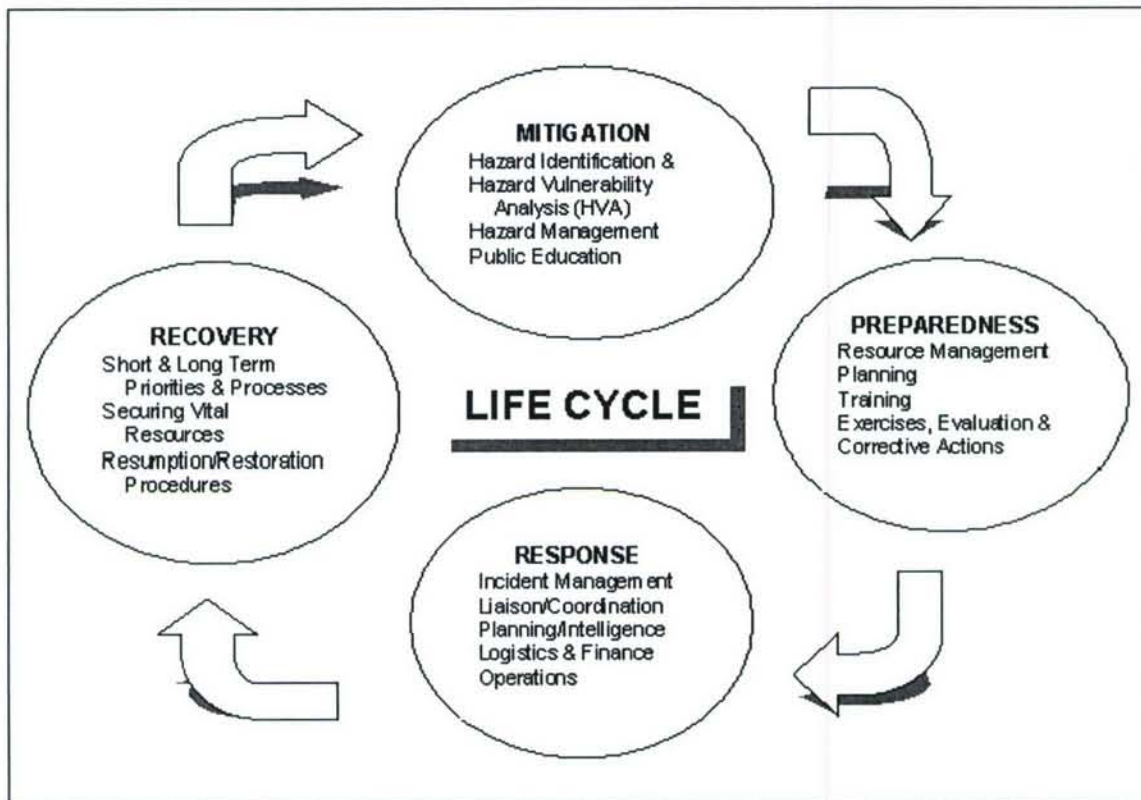 MITIGATION
Hazard Identification &
Hazard Vulnerability
Analysis (HVA)
Hazard Management
Public Education
PREPAREDNESS
Resource Management
Planning
Training
Exercises, Evaluation &
Corrective Actions
RESPONSE
Incident Management
Liaison/Coordination
Planning/Intelligence
Logistics & Finance
Operations
RECOVERY
Short & Long Term
Priorities & Processes
Securing Vital
Resources
Resumption/Restoration
Procedures
LIFE CYCLE